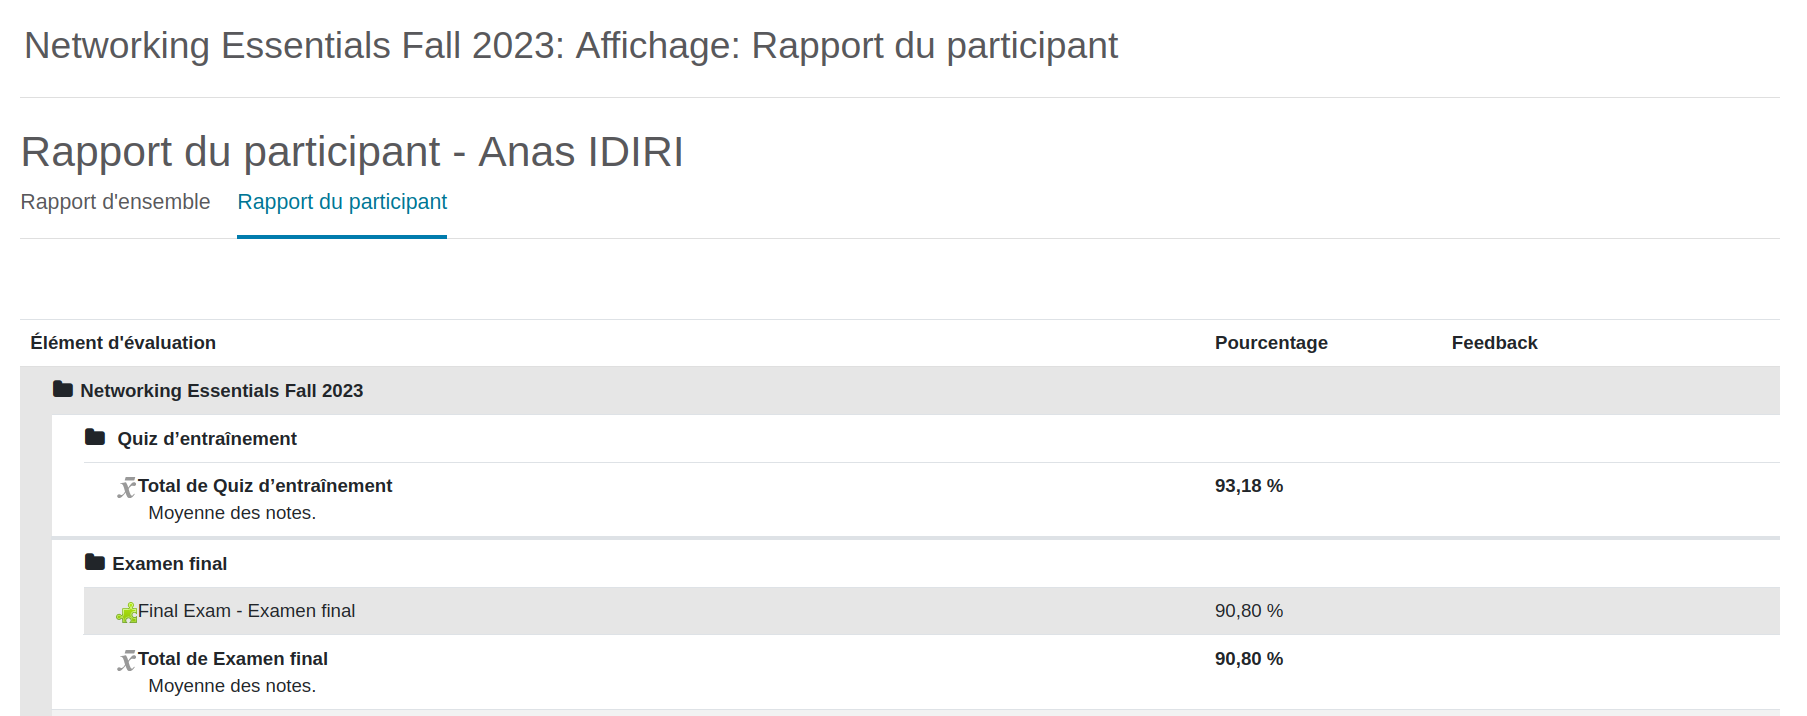 Networking Essentials Fall 2023: Affichage: Rapport du participant
Rapport du participant - Anas IDIRI
Rapport d'ensemble Rapport du participant
Élément d'évaluation Pourcentage Feedback
Networking Essentials Fall 2023
Quiz d’entraînement
Total de Quiz d’entraînement 93,18 %
Moyenne des notes.
Examen final
Final Exam - Examen final 90,80 %
Total de Examen final 90,80 %
Moyenne des notes.